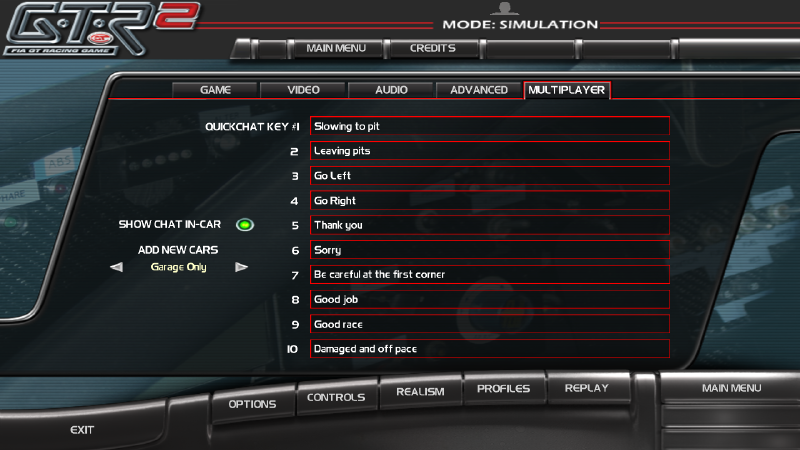 GTR2
FIA GT RACING GAME
MODE: SIMULATION
MAIN MENU
CREDITS
GAME
VIDEO
AUDIO
ADVANCED
MULTIPLAYER
QUICKCHAT KEY #1 Slowing to pit
2 Leaving pits
3 Go Left
4 Go Right
5 Thank you
6 Sorry
7 Be careful at the first corner
8 Good job
9 Good race
10 Damaged and off pace
SHOW CHAT IN-CAR
ADD NEW CARS
Garage Only
ABS
EXIT
OPTIONS
CONTROLS
REALISM
PROFILES
REPLAY
MAIN MENU